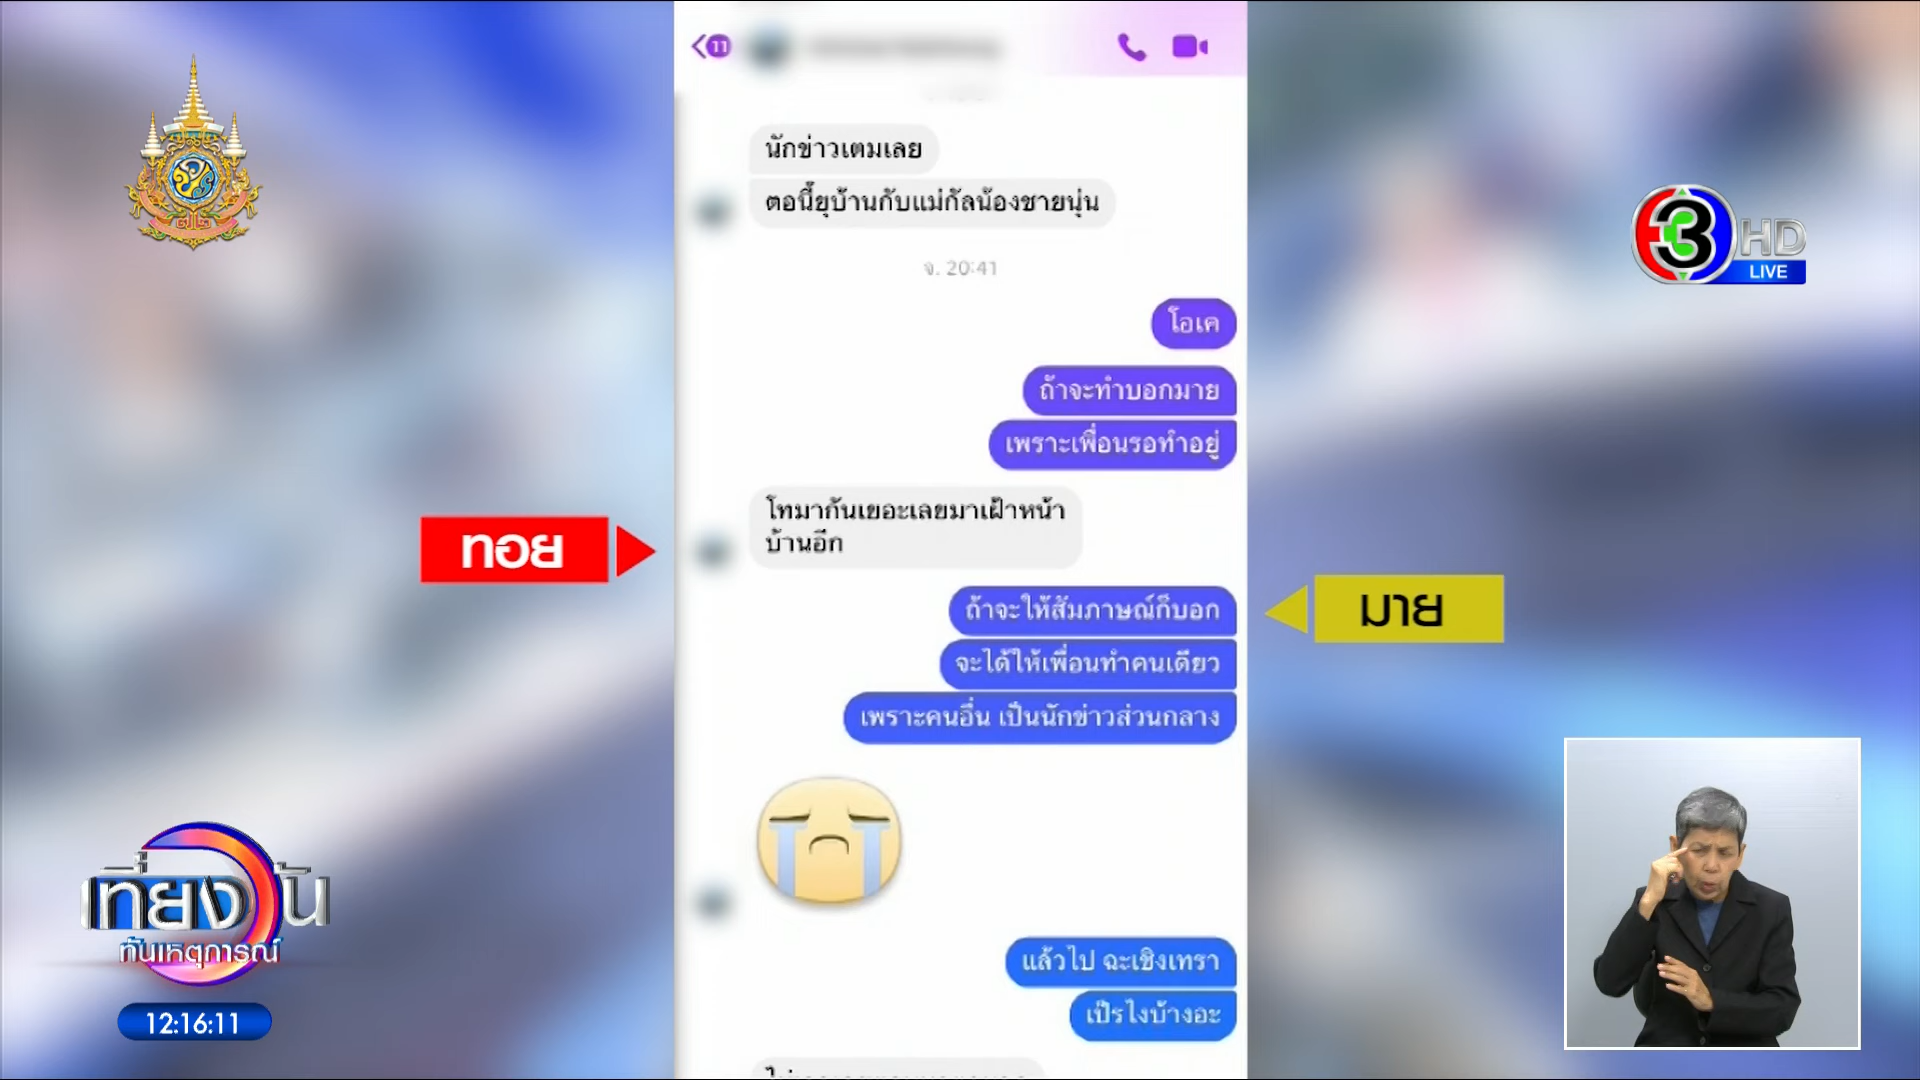 11
นักข่าวเตมเลย
ตอนี้ยุบ้านกับแม่กัลน้องชายนุ่น
จ. 20:41
โอเค
ถ้าจะทำบอกมาย
เพราะเพื่อนรอทำอยู่
โทมากันเยอะเลยมาเฝ้าหน้า
บ้านอีก
ทอย
ถ้าจะให้สัมภาษณ์ก็บอก
มาย
จะได้ให้เพื่อนทำคนเดียว
เพราะคนอื่น เป็นนักข่าวส่วนกลาง
แล้วไป ฉะเชิงเทรา
เป๊รไงบ้างอะ
3 HD
LIVE
เที่ยงวัน
ทันเหตุการณ์
12:16:11